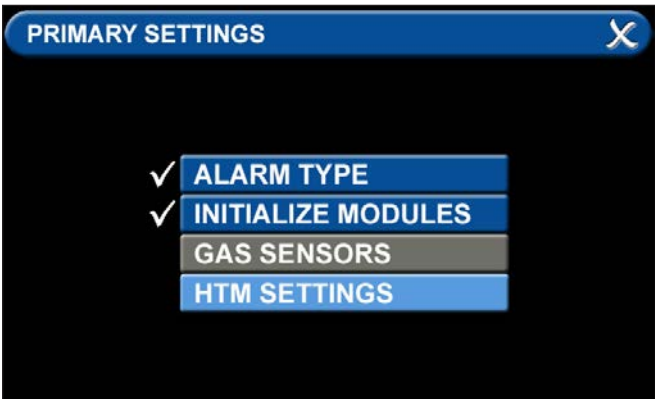 PRIMARY SETTINGS
ALARM TYPE
INITIALIZE MODULES
GAS SENSORS
HTM SETTINGS